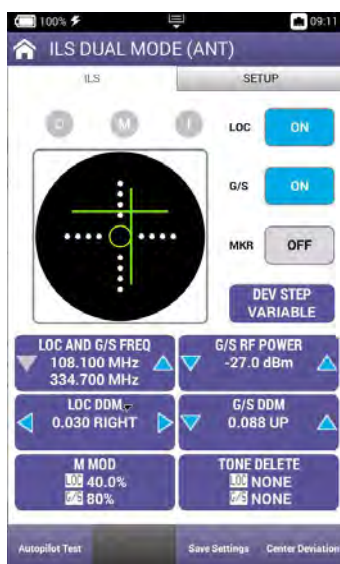 100%
09:11
ILS DUAL MODE (ANT)
ILS
SETUP
O M I
LOC ON
G/S ON
MKR OFF
DEV STEP
VARIABLE
LOC AND G/S FREQ
108.100 MHz
334.700 MHz
G/S RF POWER
-27.0 dBm
LOC DDM
0.030 RIGHT
G/S DDM
0.088 UP
M MOD
LOC 40.0%
G/S 80%
TONE DELETE
LOC NONE
G/S NONE
Autopilot Test
Save Settings
Center Deviation